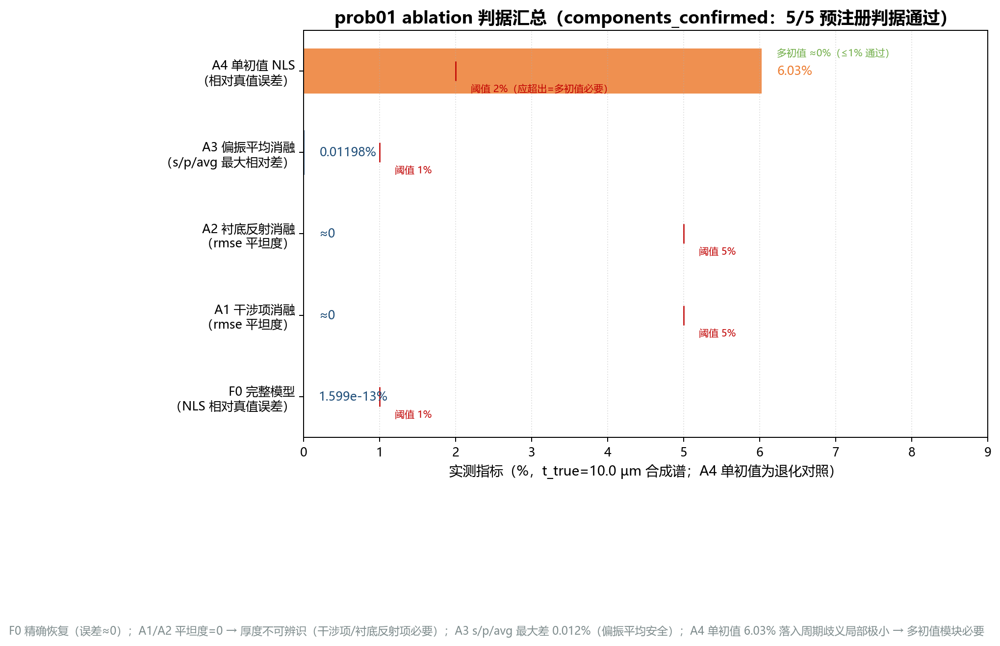 prob01 ablation 判据汇总（components_confirmed：5/5 预注册判据通过）
多初值 ≈0%（≤1% 通过）
A4 单初值 NLS
（相对真值误差）
6.03%
阈值 2%（应超出=多初值必要）
A3 偏振平均消融
（s/p/avg 最大相对差）
0.01198%
阈值 1%
A2 衬底反射消融
（rmse 平坦度）
≈0
阈值 5%
A1 干涉项消融
（rmse 平坦度）
≈0
阈值 5%
F0 完整模型
（NLS 相对真值误差）
1.599e-13%
阈值 1%
0 1 2 3 4 5 6 7 8 9
实测指标（%，t_true=10.0 μm 合成谱；A4 单初值为退化对照）
F0 精确恢复（误差≈0）；A1/A2 平坦度=0 → 厚度不可辨识（干涉项/衬底反射项必要）；A3 s/p/avg 最大差 0.012%（偏振平均安全）；A4 单初值 6.03% 落入周期歧义局部极小 → 多初值模块必要